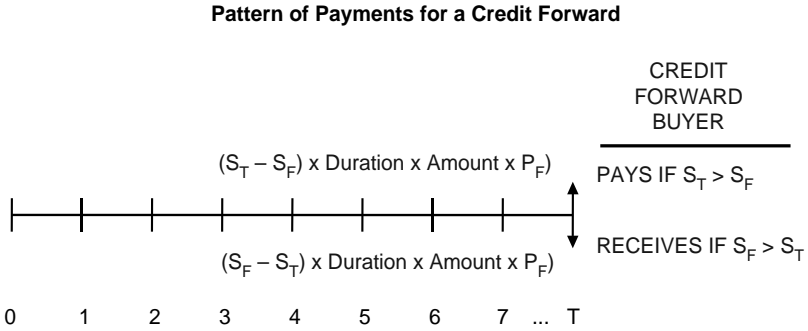 Pattern of Payments for a Credit Forward
CREDIT
FORWARD
BUYER
(S_T – S_F) x Duration x Amount x P_F)
PAYS IF S_T > S_F
RECEIVES IF S_F > S_T
(S_F – S_T) x Duration x Amount x P_F)
0 1 2 3 4 5 6 7 ... T